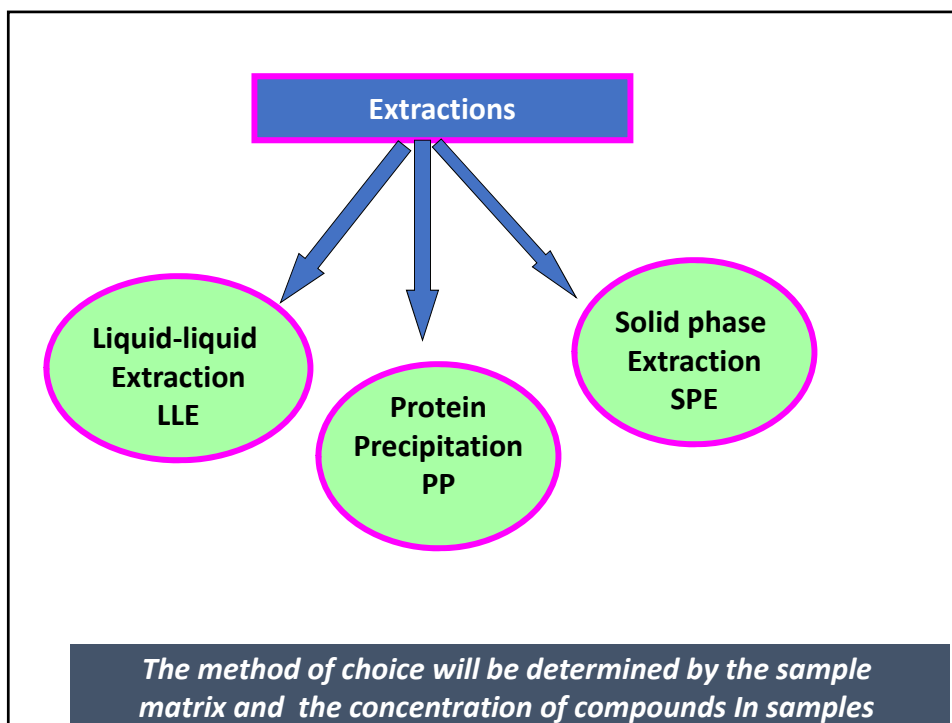 Extractions
Liquid-liquid
Extraction
LLE
Protein
Precipitation
PP
Solid phase
Extraction
SPE
The method of choice will be determined by the sample
matrix and the concentration of compounds In samples